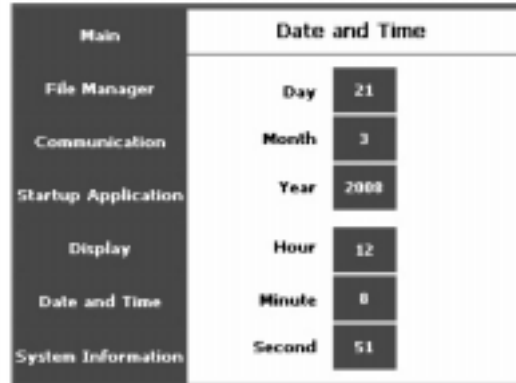 Main
Date and Time
File Manager
Day 21
Communication
Month 3
Startup Application
Year 2008
Display
Hour 12
Date and Time
Minute 8
System Information
Second 51